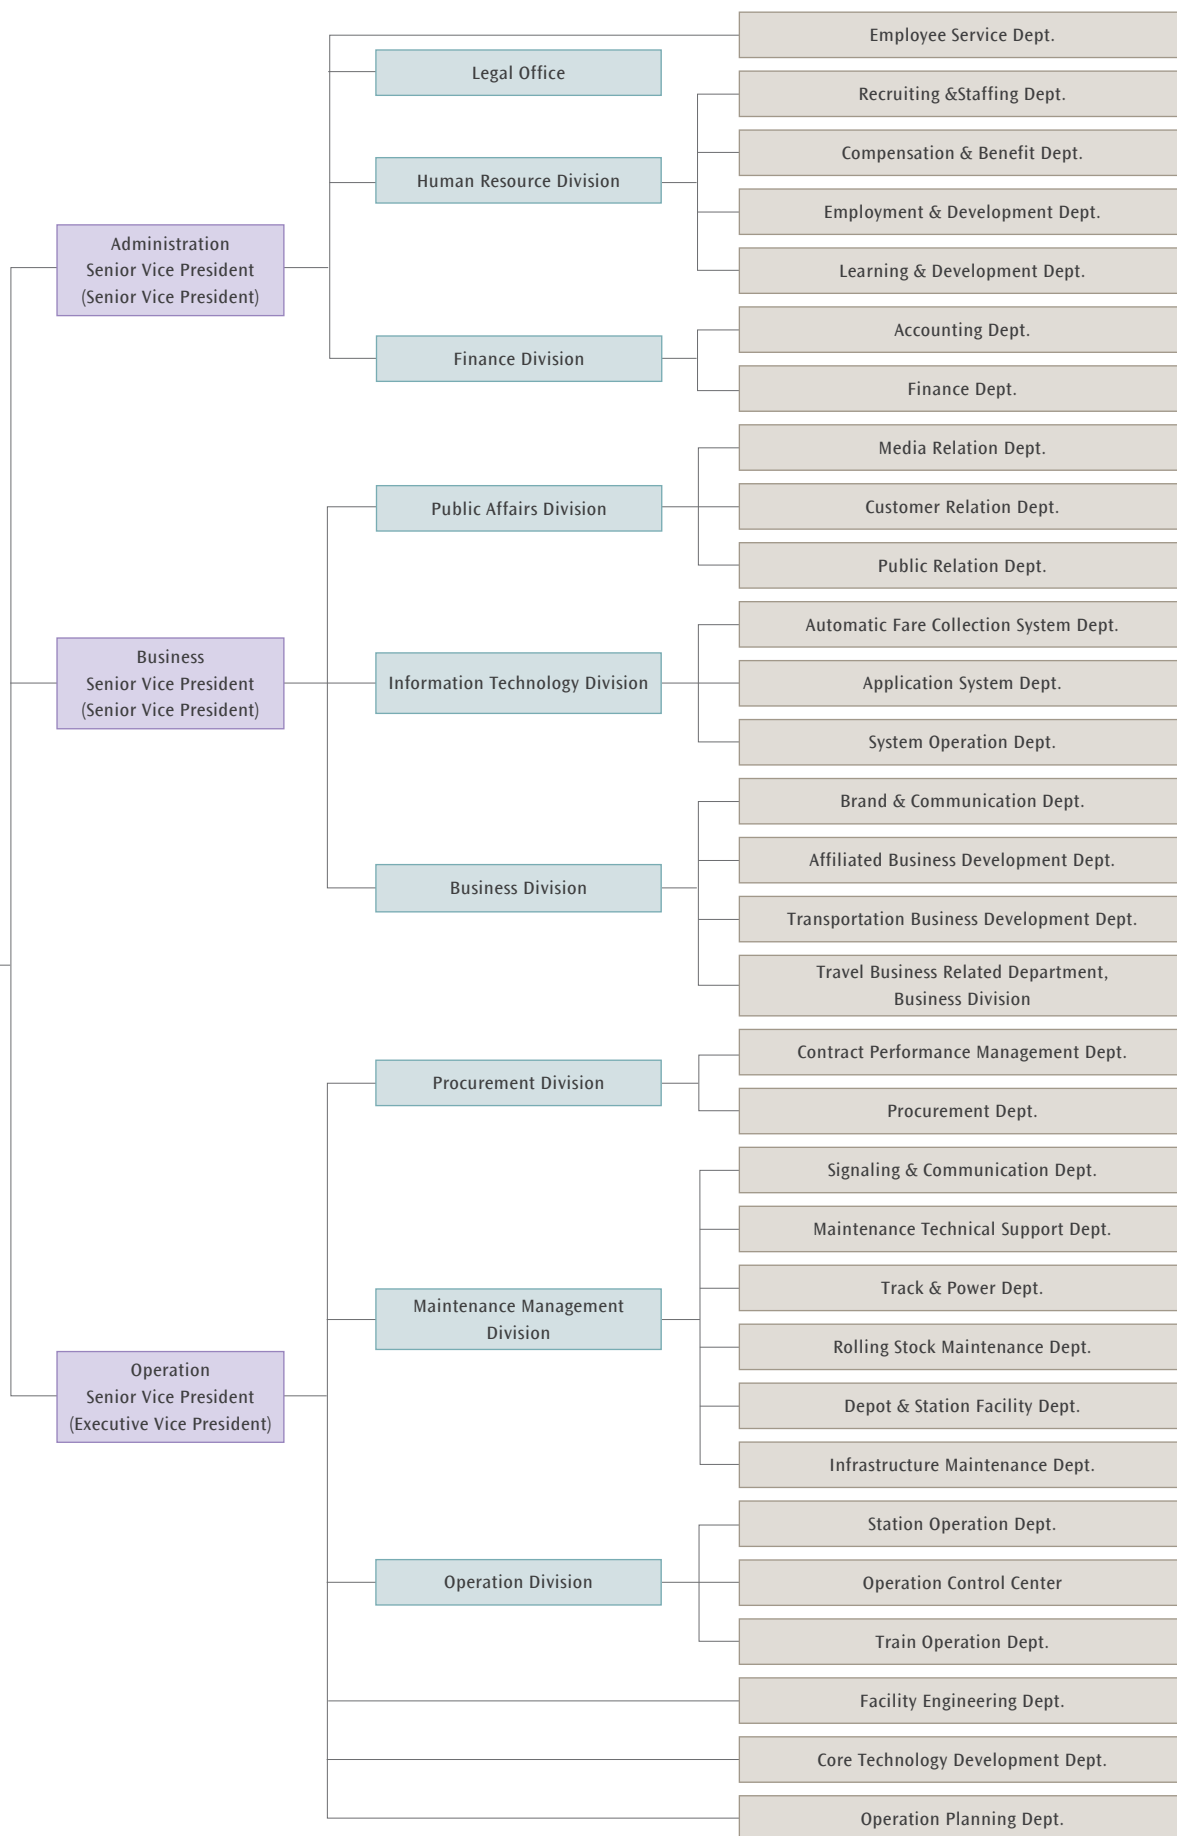 Employee Service Dept.
Legal Office
Recruiting &Staffing Dept.
Compensation & Benefit Dept.
Human Resource Division
Employment & Development Dept.
Administration
Senior Vice President
(Senior Vice President)
Learning & Development Dept.
Accounting Dept.
Finance Division
Finance Dept.
Media Relation Dept.
Public Affairs Division
Customer Relation Dept.
Public Relation Dept.
Automatic Fare Collection System Dept.
Business
Senior Vice President
(Senior Vice President)
Information Technology Division
Application System Dept.
System Operation Dept.
Brand & Communication Dept.
Affiliated Business Development Dept.
Business Division
Transportation Business Development Dept.
Travel Business Related Department,
Business Division
Contract Performance Management Dept.
Procurement Division
Procurement Dept.
Signaling & Communication Dept.
Maintenance Technical Support Dept.
Track & Power Dept.
Maintenance Management
Division
Rolling Stock Maintenance Dept.
Operation
Senior Vice President
(Executive Vice President)
Depot & Station Facility Dept.
Infrastructure Maintenance Dept.
Station Operation Dept.
Operation Division
Operation Control Center
Train Operation Dept.
Facility Engineering Dept.
Core Technology Development Dept.
Operation Planning Dept.